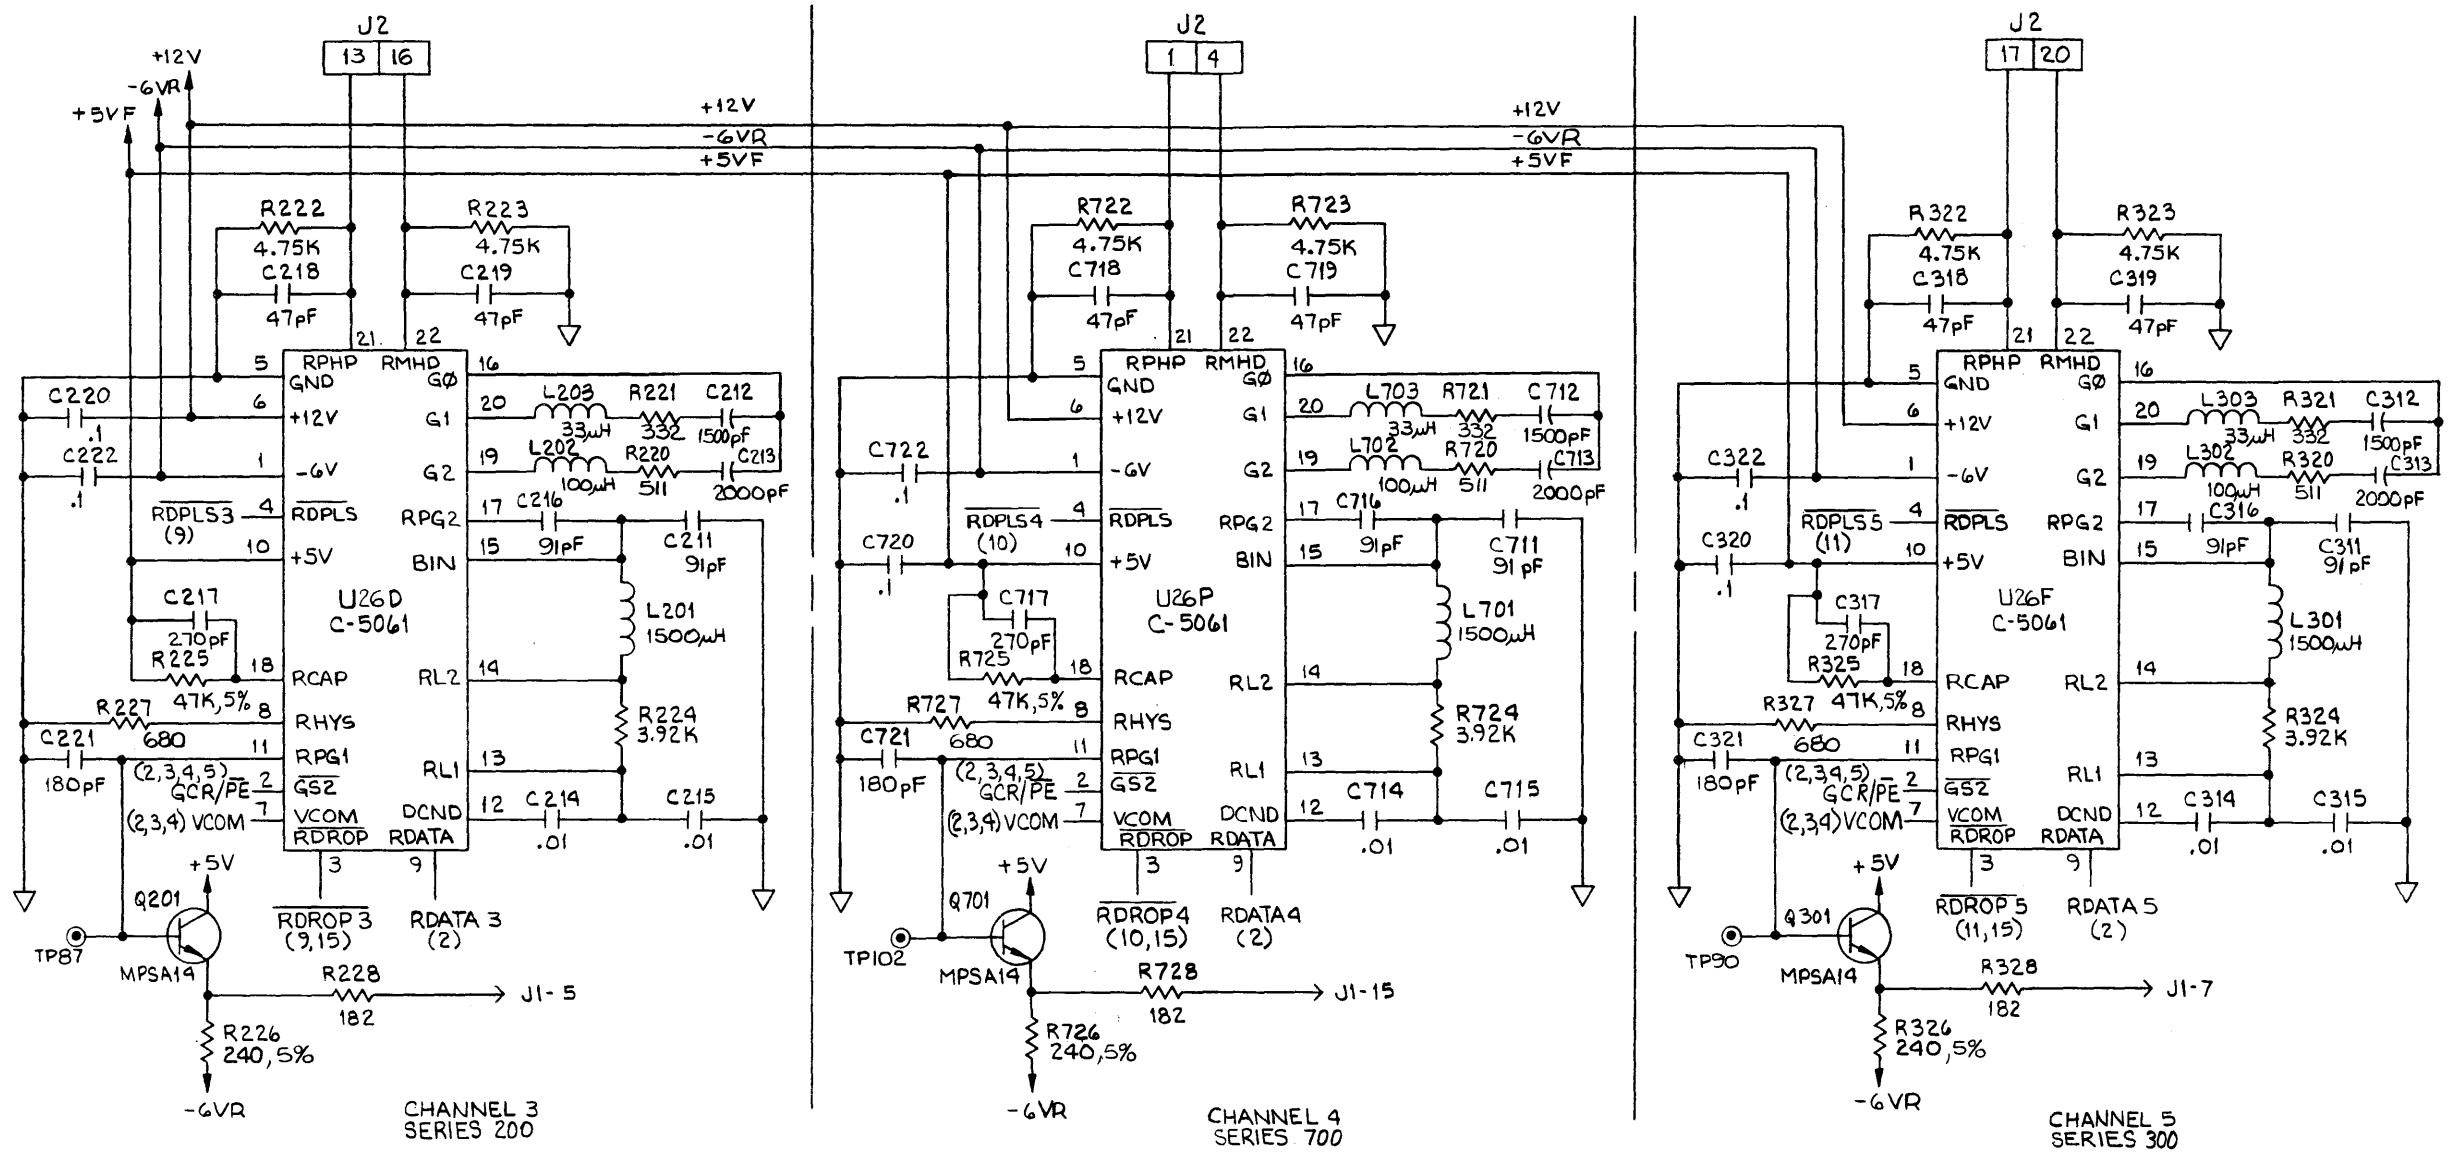 J2
13 16
+12V
-6VR
+5VF
+12V
-6VR
+5VF
R222
4.75K
C218
47pF
R223
4.75K
C219
47pF
21
22
RPHP RMHD
5
GND
C220
.1
6
+12V
C222
.1
1
-6V
RDPLS3
(9)
4
RDPLS
10
+5V
C217
270pF
R225
47K,5%
18
RCAP
R227
680
8
RHYS
C221
180pF
11
RPG1
(2,3,4,5)
GCR/PE
2
GS2
(2,3,4) VCOM
7
VCOM
RDROP
RDATA
U26D
C-5061
GØ
16
G1
20
L203
33µH
R221
332
C212
1500pf
G2
19
L202
100µH
R220
511
C213
2000pF
RPG2
17
C216
91pF
C211
91pF
BIN
15
L201
1500µH
RL2
14
R224
3.92K
RL1
13
DCND
12
C214
.01
C215
.01
3
9
RDROP 3
(9,15)
RDATA 3
(2)
+5V
Q201
TP87
MPSA14
R228
182
J1-5
R226
240,5%
-6VR
CHANNEL 3
SERIES 200
J2
1 4
+12V
-6VR
+5VF
R722
4.75K
C718
47pF
R723
4.75K
C719
47pF
21
22
RPHP RMHD
5
GND
6
+12V
C722
.1
1
-6V
RDPLS4
(10)
4
RDPLS
C720
.1
10
+5V
C717
270pF
R725
47K,5%
18
RCAP
R727
680
8
RHYS
C721
180pF
11
RPG1
(2,3,4,5)
GCR/PE
2
GS2
(2,3,4) VCOM
7
VCOM
RDROP
RDATA
U26P
C-5061
GØ
16
G1
20
L703
33µH
R721
332
C712
1500pF
G2
19
L702
100µH
R720
511
C713
2000pF
RPG2
17
C716
91pF
C711
91pF
BIN
15
L701
1500µH
RL2
14
R724
3.92K
RL1
13
DCND
12
C714
.01
C715
.01
3
9
RDROP4
(10,15)
RDATA4
(2)
+5V
Q701
TP102
MPSA14
R728
182
J1-15
R726
240,5%
-6VR
CHANNEL 4
SERIES 700
J2
17 20
R322
4.75K
C318
47pF
R323
4.75K
C319
47pF
21
22
RPHP RMHD
5
GND
6
+12V
C322
.1
1
-6V
RDPLS5
(11)
4
RDPLS
C320
.1
10
+5V
C317
270pF
R325
47K,5%
18
RCAP
R327
680
8
RHYS
C321
180pF
11
RPG1
(2,3,4,5)
GCR/PE
2
GS2
(2,3,4) VCOM
7
VCOM
RDROP
RDATA
U26F
C-5061
GØ
16
G1
20
L303
33µH
R321
332
C312
1500pF
G2
19
L302
100µH
R320
511
C313
2000pF
RPG2
17
C316
91pF
C311
91pF
BIN
15
L301
1500µH
RL2
14
R324
3.92K
RL1
13
DCND
12
C314
.01
C315
.01
3
9
RDROP 5
(11,15)
RDATA 5
(2)
+5V
Q301
TP90
MPSA14
R328
182
J1-7
R326
240,5%
-6VR
CHANNEL 5
SERIES 300